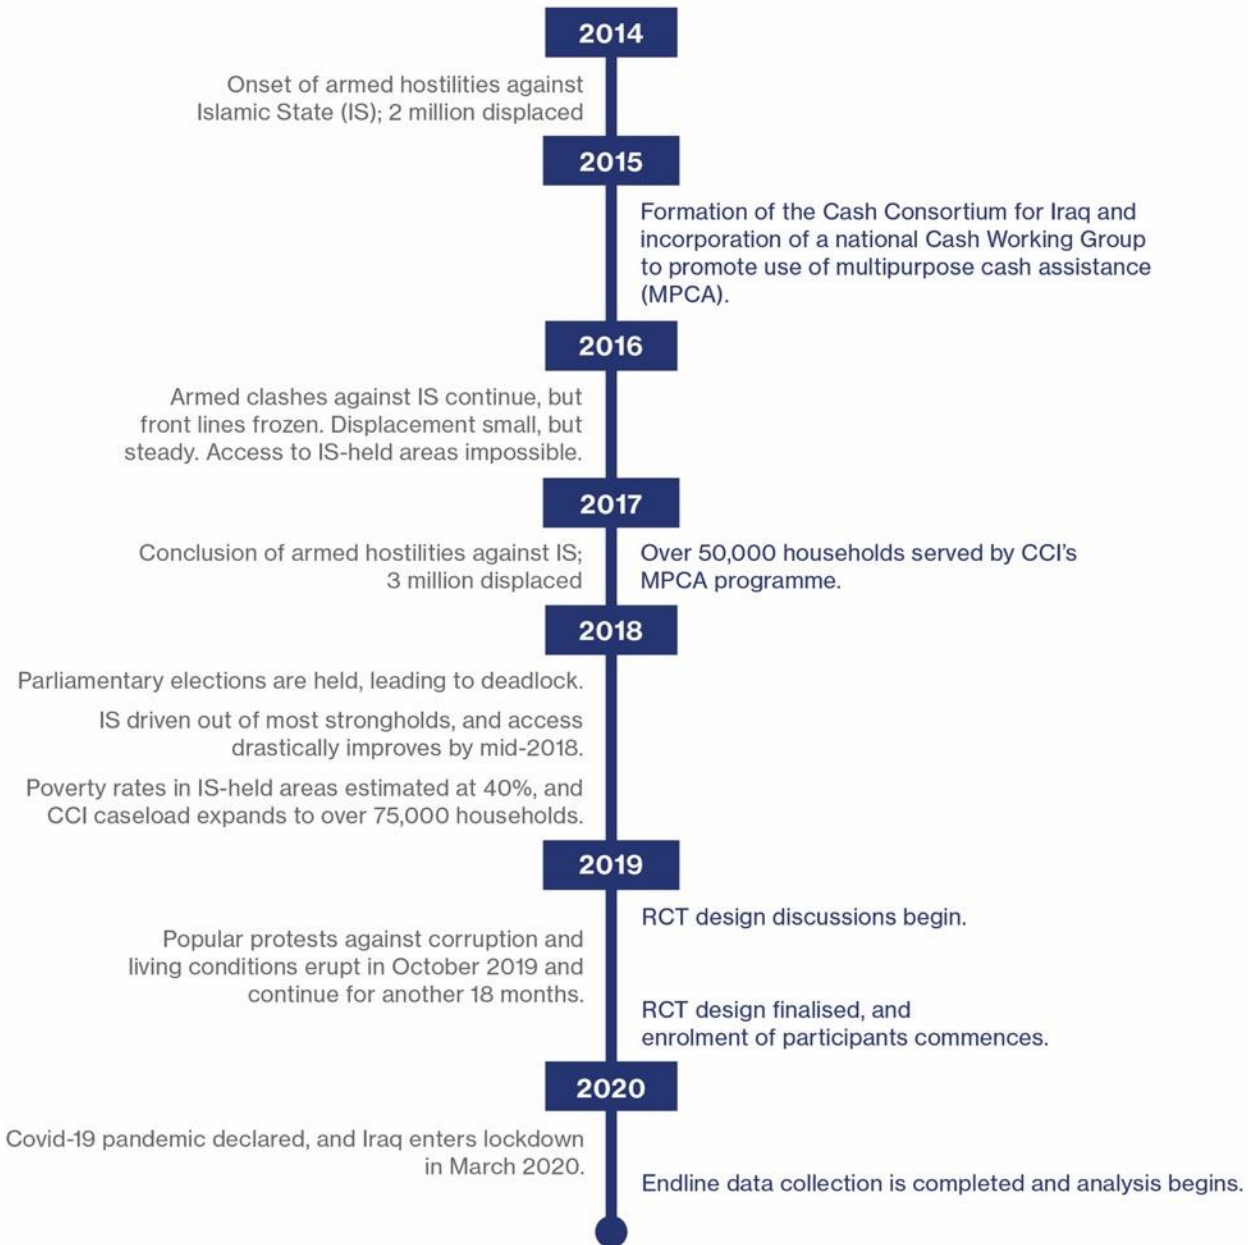 2014
Onset of armed hostilities against
Islamic State (IS); 2 million displaced
2015
Formation of the Cash Consortium for Iraq and
incorporation of a national Cash Working Group
to promote use of multipurpose cash assistance
(MPCA).
2016
Armed clashes against IS continue, but
front lines frozen. Displacement small, but
steady. Access to IS-held areas impossible.
2017
Conclusion of armed hostilities against IS;
3 million displaced
Over 50,000 households served by CCI’s
MPCA programme.
2018
Parliamentary elections are held, leading to deadlock.
IS driven out of most strongholds, and access
drastically improves by mid-2018.
Poverty rates in IS-held areas estimated at 40%, and
CCI caseload expands to over 75,000 households.
2019
RCT design discussions begin.
Popular protests against corruption and
living conditions erupt in October 2019 and
continue for another 18 months.
RCT design finalised, and
enrolment of participants commences.
2020
Covid-19 pandemic declared, and Iraq enters lockdown
in March 2020.
Endline data collection is completed and analysis begins.